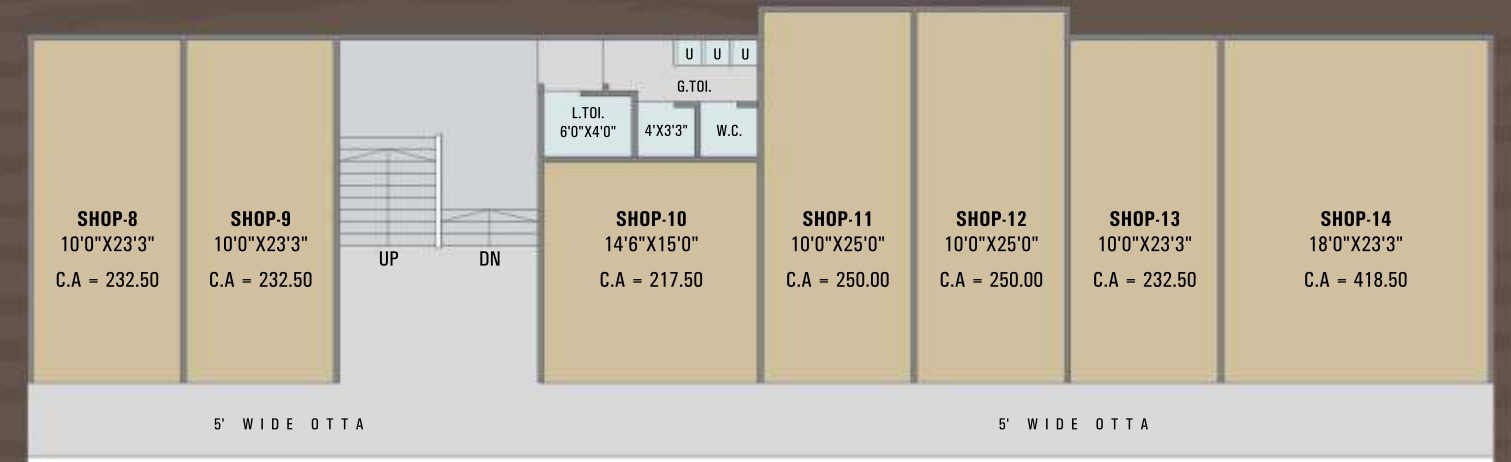 U U U
G.TOI.
L.TOI.
6'0"X4'0"
4'X3'3"
W.C.
SHOP-8
10'0"X23'3"
C.A = 232.50
SHOP-9
10'0"X23'3"
C.A = 232.50
UP
DN
SHOP-10
14'6"X15'0"
C.A = 217.50
SHOP-11
10'0"X25'0"
C.A = 250.00
SHOP-12
10'0"X25'0"
C.A = 250.00
SHOP-13
10'0"X23'3"
C.A = 232.50
SHOP-14
18'0"X23'3"
C.A = 418.50
5' WIDE OTTA
5' WIDE OTTA